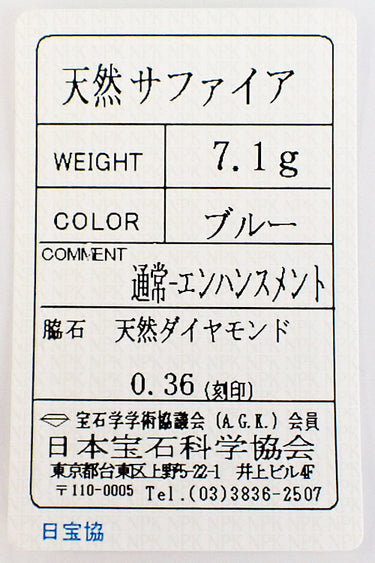 天然サファイア
WEIGHT 7.1g
COLOR ブルー
COMMENT
通常-エンハンスメント
脇石 天然ダイヤモンド
0.36 (刻印)
宝石学学術協議会 (A.G.K.) 会員
日本宝石科学協会
東京都台東区上野5-22-1 井上ビル4F
〒110-0005 Tel.(03)3836-2507
日宝協